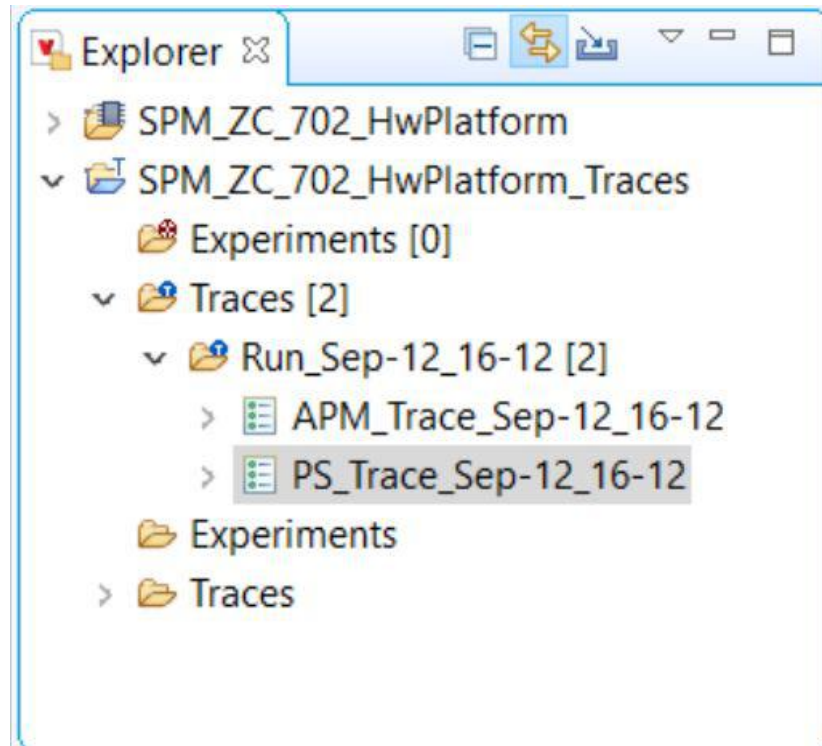 Explorer
SPM_ZC_702_HwPlatform
SPM_ZC_702_HwPlatform_Traces
Experiments [0]
Traces [2]
Run_Sep-12_16-12 [2]
APM_Trace_Sep-12_16-12
PS_Trace_Sep-12_16-12
Experiments
Traces